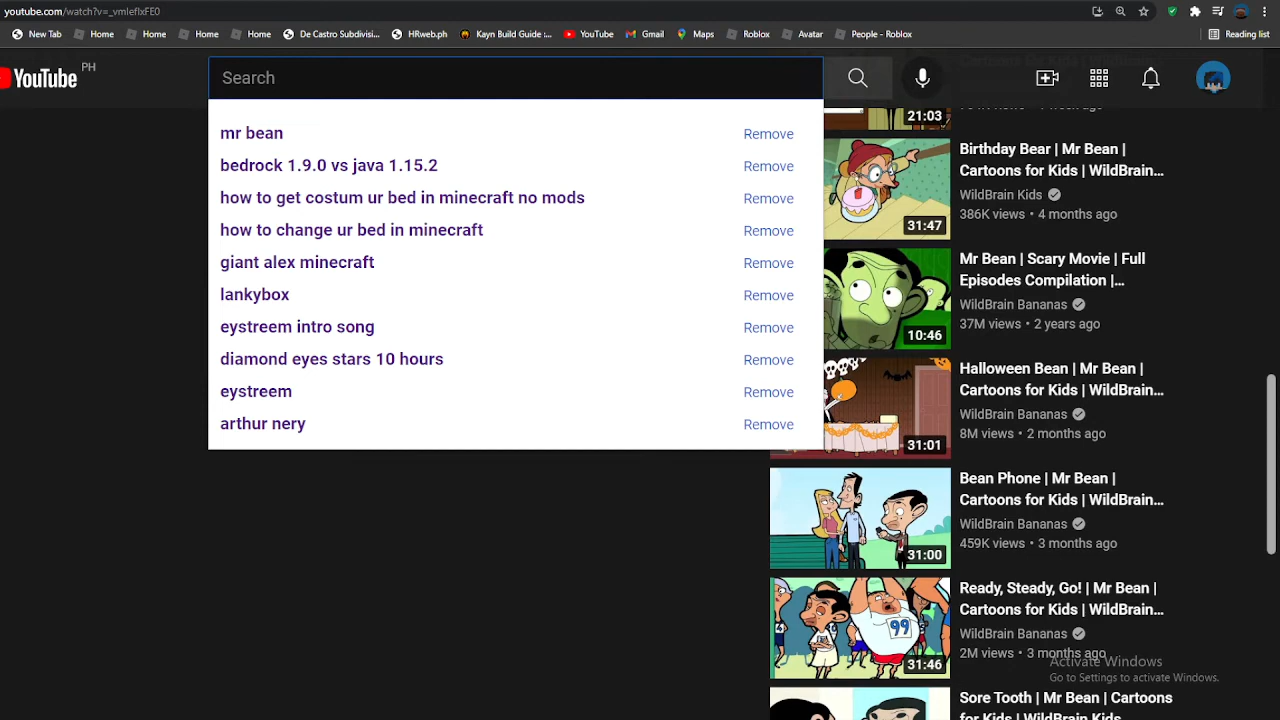 youtube.com/watch?v=_vmleflxFE0
New Tab
Home
Home
Home
Home
De Castro Subdivisi...
HRweb.ph
Kayn Build Guide :...
YouTube
Gmail
Maps
Roblox
Avatar
People - Roblox
Reading list
YouTube PH
Search
mr bean Remove
bedrock 1.9.0 vs java 1.15.2 Remove
how to get costum ur bed in minecraft no mods Remove
how to change ur bed in minecraft Remove
giant alex minecraft Remove
lankybox Remove
eystreem intro song Remove
diamond eyes stars 10 hours Remove
eystreem Remove
arthur nery Remove
21:03
Birthday Bear | Mr Bean |
Cartoons for Kids | WildBrain...
WildBrain Kids
386K views • 4 months ago
31:47
Mr Bean | Scary Movie | Full
Episodes Compilation |...
WildBrain Bananas
37M views • 2 years ago
10:46
Halloween Bean | Mr Bean |
Cartoons for Kids | WildBrain...
WildBrain Bananas
8M views • 2 months ago
31:01
Bean Phone | Mr Bean |
Cartoons for Kids | WildBrain...
WildBrain Bananas
459K views • 3 months ago
31:00
Ready, Steady, Go! | Mr Bean |
Cartoons for Kids | WildBrain...
WildBrain Bananas
2M views • 3 months ago
99
31:46
Activate Windows
Go to Settings to activate Windows.
Sore Tooth | Mr Bean | Cartoons
for Kids | WildBrain Kids